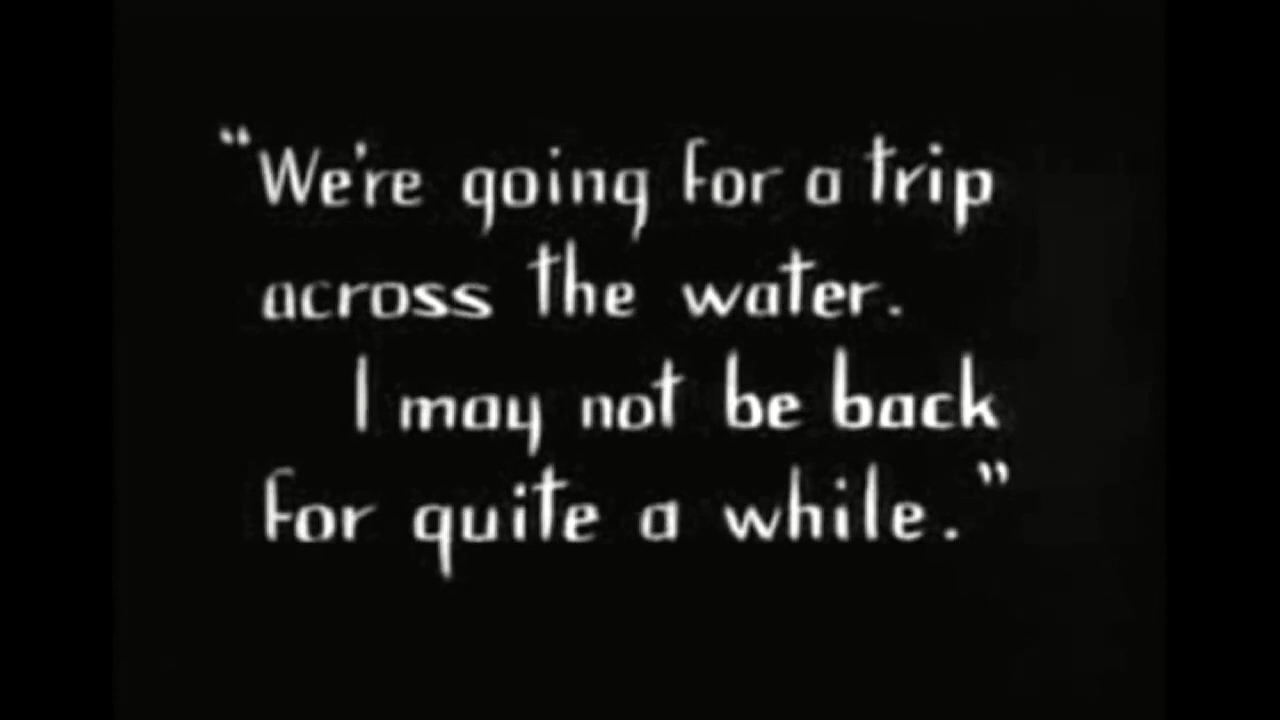 “We’re going for a trip
across the water.
I may not be back
for quite a while.”